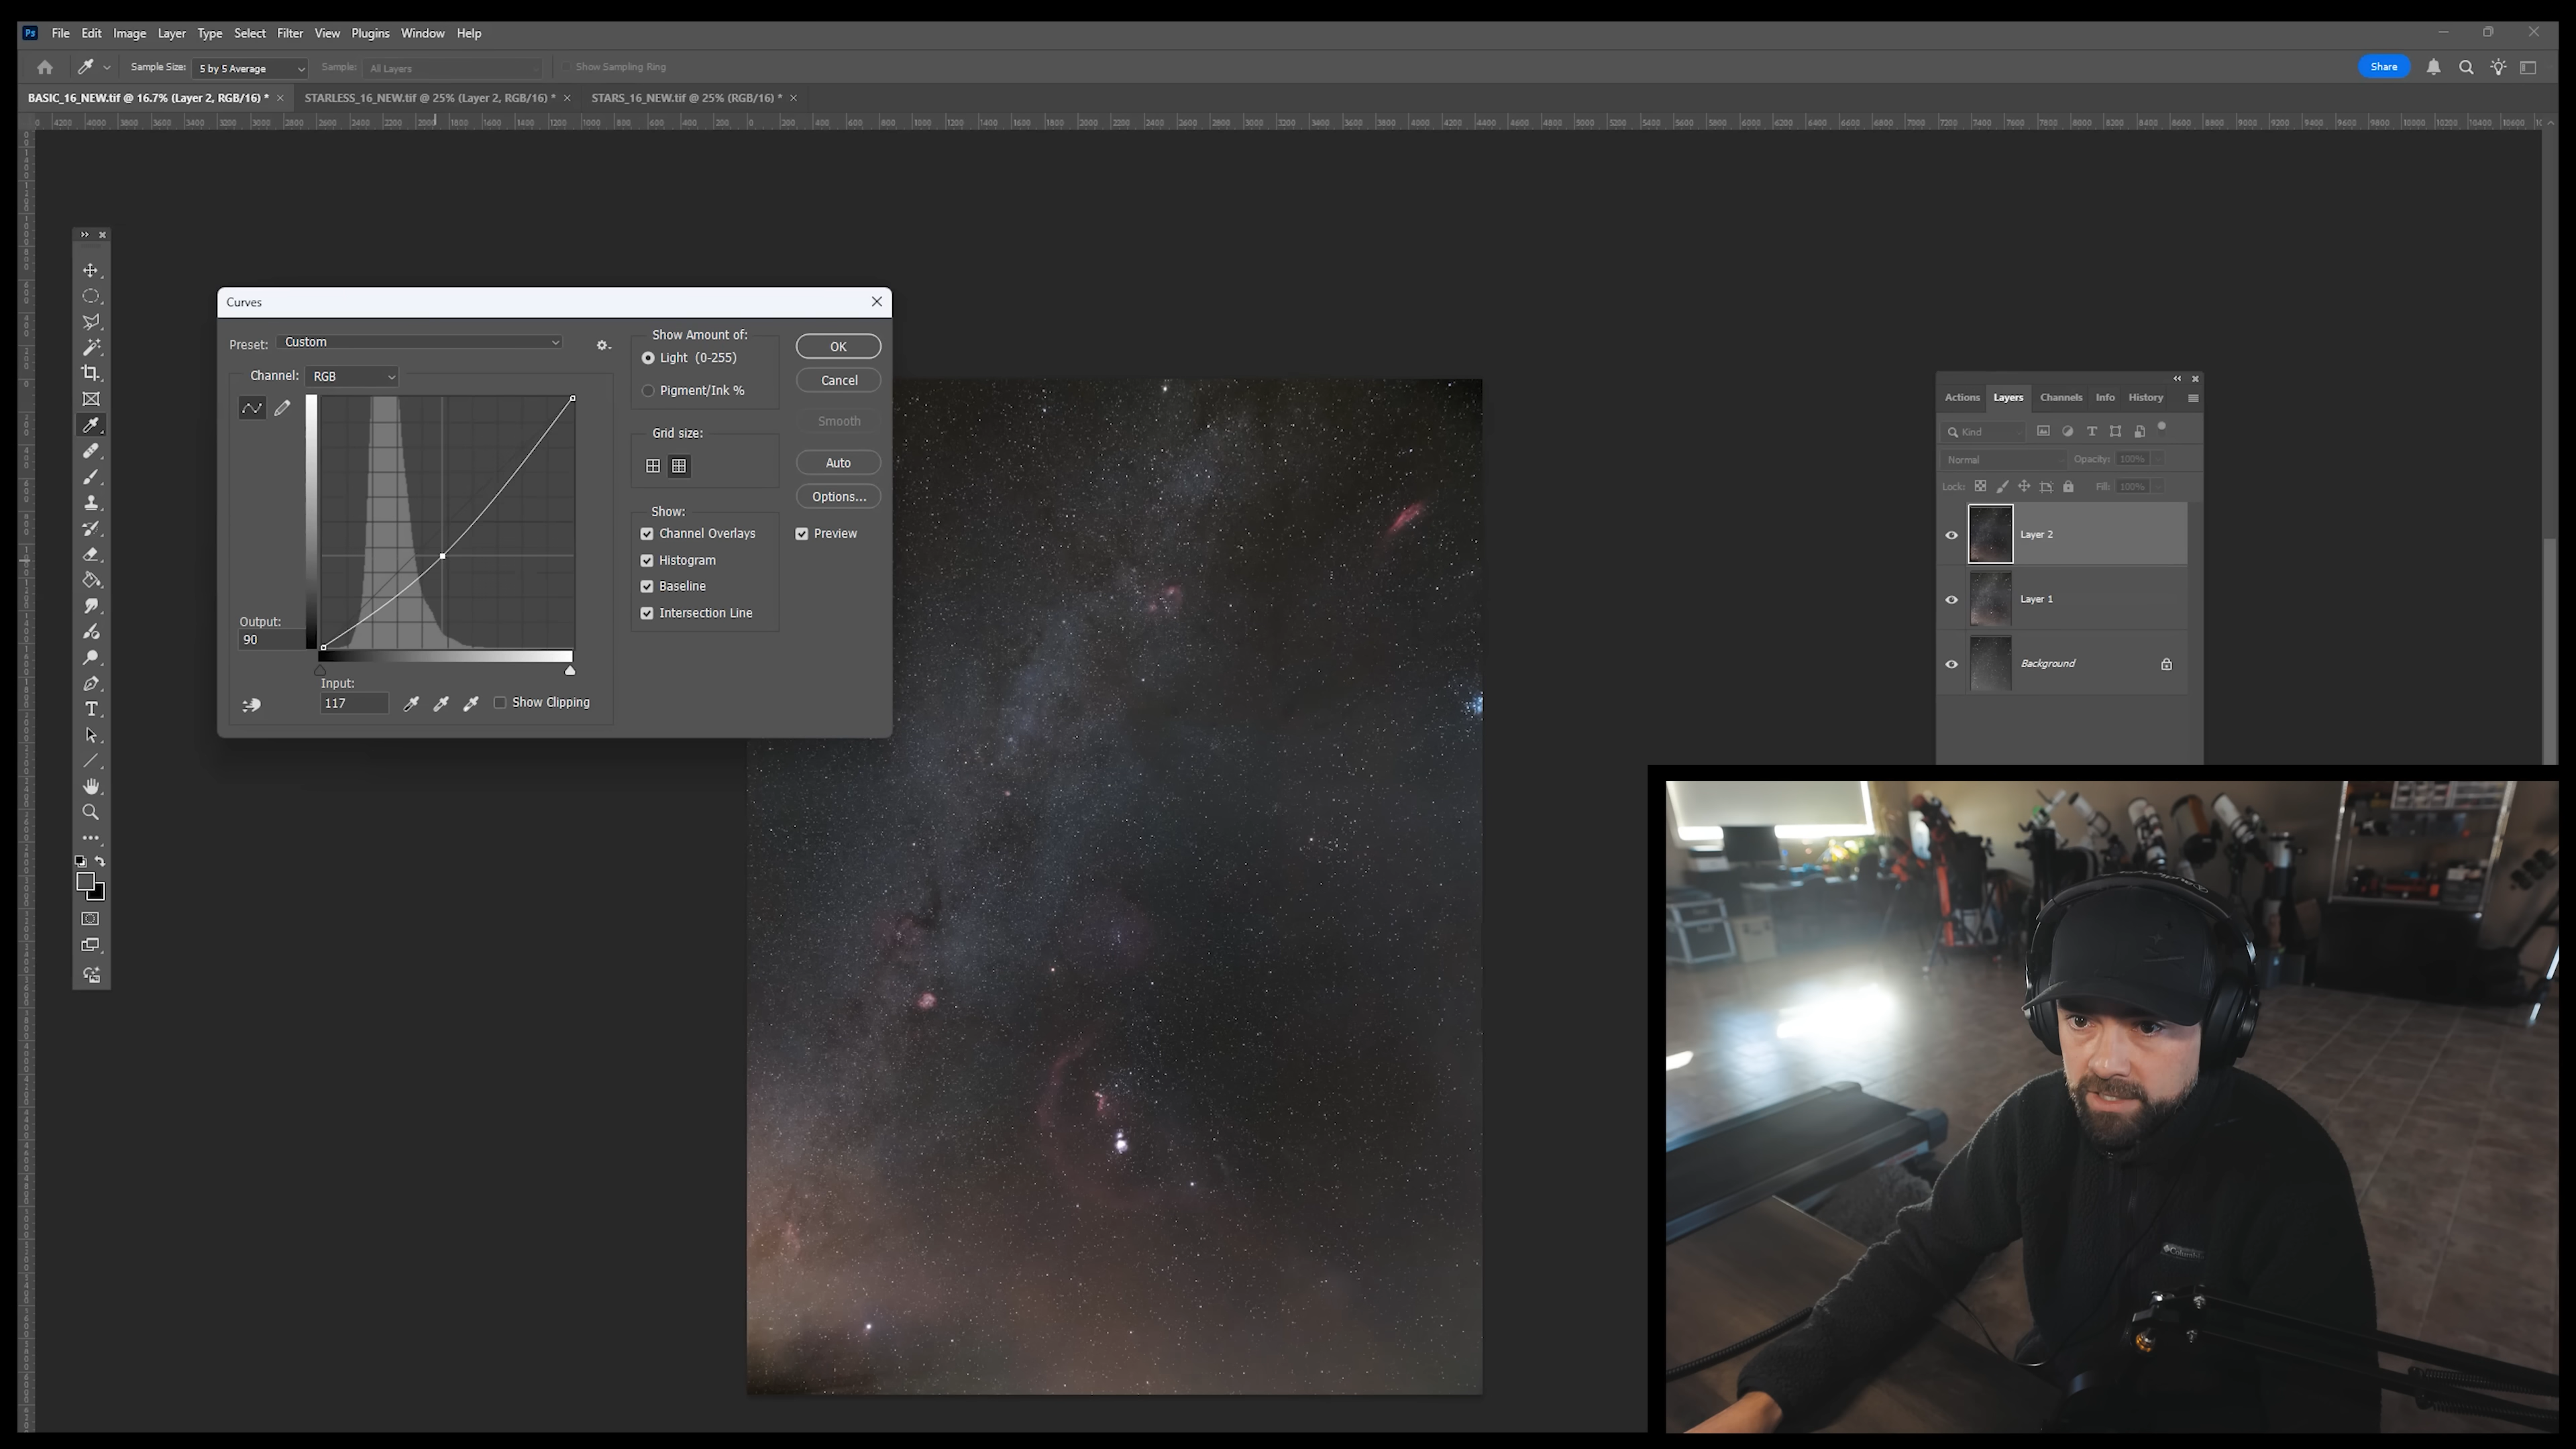 Ps File Edit Image Layer Type Select Filter View Plugins Window Help
Sample Size: 5 by 5 Average Sample: All Layers Show Sampling Ring Share
BASIC_16_NEW.tif @ 16.7% (Layer 2, RGB/16) * × STARLESS_16_NEW.tif @ 25% (Layer 2, RGB/16) * × STARS_16_NEW.tif @ 25% (RGB/16) * ×
Curves
Preset: Custom
Channel: RGB
Output:
90
Input:
117
Show Clipping
Show Amount of:
Light (0-255)
Pigment/Ink %
Grid size:
Show:
Channel Overlays
Histogram
Baseline
Intersection Line
OK
Cancel
Smooth
Auto
Options...
Preview
Actions Layers Channels Info History
Kind
Normal Opacity: 100%
Lock: Fill: 100%
Layer 2
Layer 1
Background
Columbia